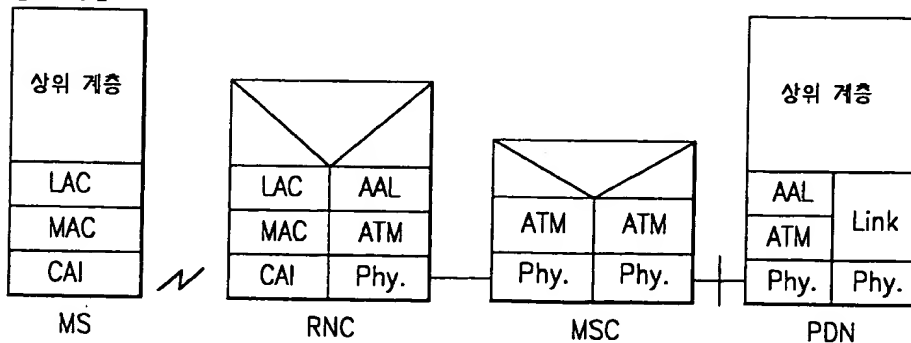 상위 계층
LAC
MAC
CAI
MS
LAC AAL
MAC ATM
CAI Phy.
RNC
ATM ATM
Phy. Phy.
MSC
상위 계층
AAL
Link
ATM
Phy. Phy.
PDN